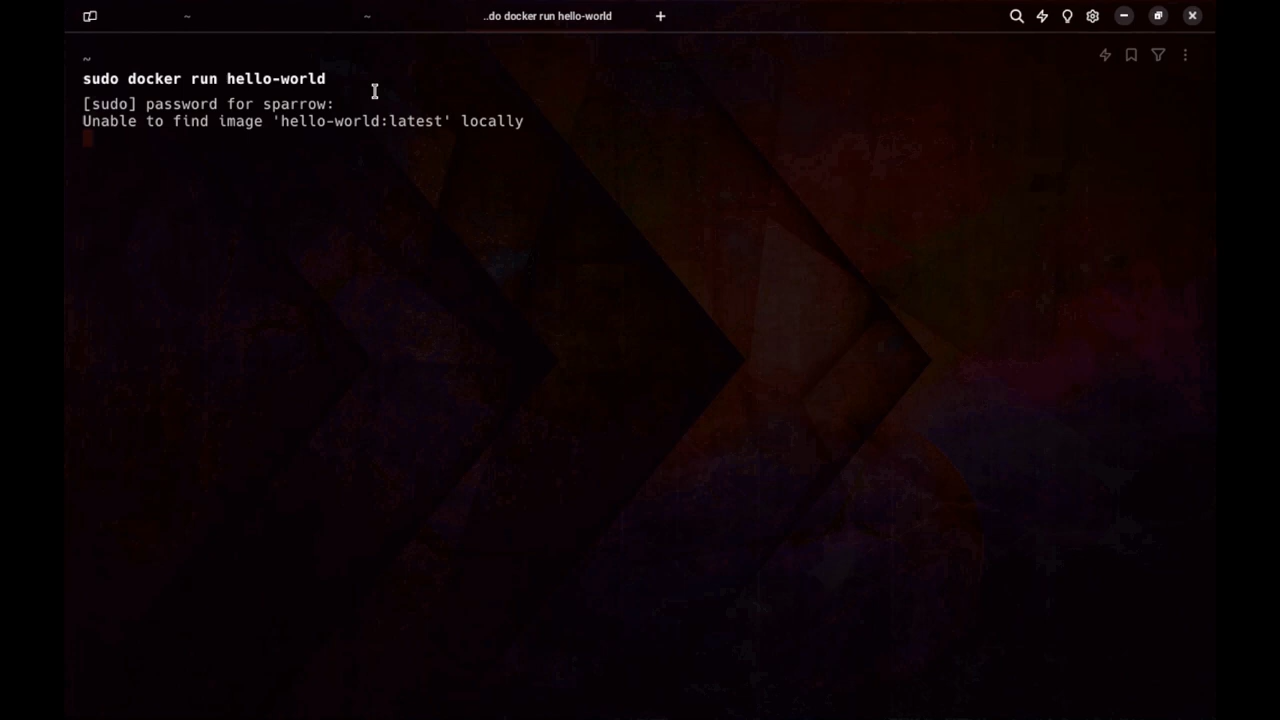 ~ ~ ..do docker run hello-world +
~
sudo docker run hello-world
[sudo] password for sparrow:
Unable to find image 'hello-world:latest' locally